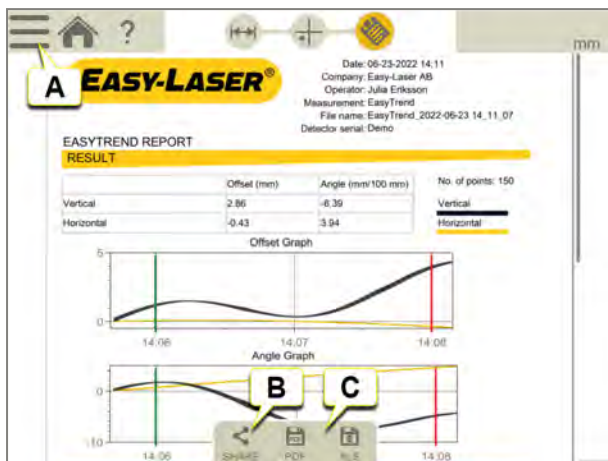 ?
mm
A
EASY-LASER®
Date: 06-23-2022 14:11
Company: Easy-Laser AB
Operator: Julia Eriksson
Measurement: EasyTrend
File name: EasyTrend_2022-06-23 14_11_07
Detector serial: Demo
EASYTREND REPORT
RESULT
Offset (mm) Angle (mm/100 mm) No. of points: 150
Vertical 2.86 -6.39 Vertical
Horizontal -0.43 3.94 Horizontal
Offset Graph
5
0
14:06 14:07 14:08
Angle Graph
B C
0
-10
SHARE PDF
14:06 14:08